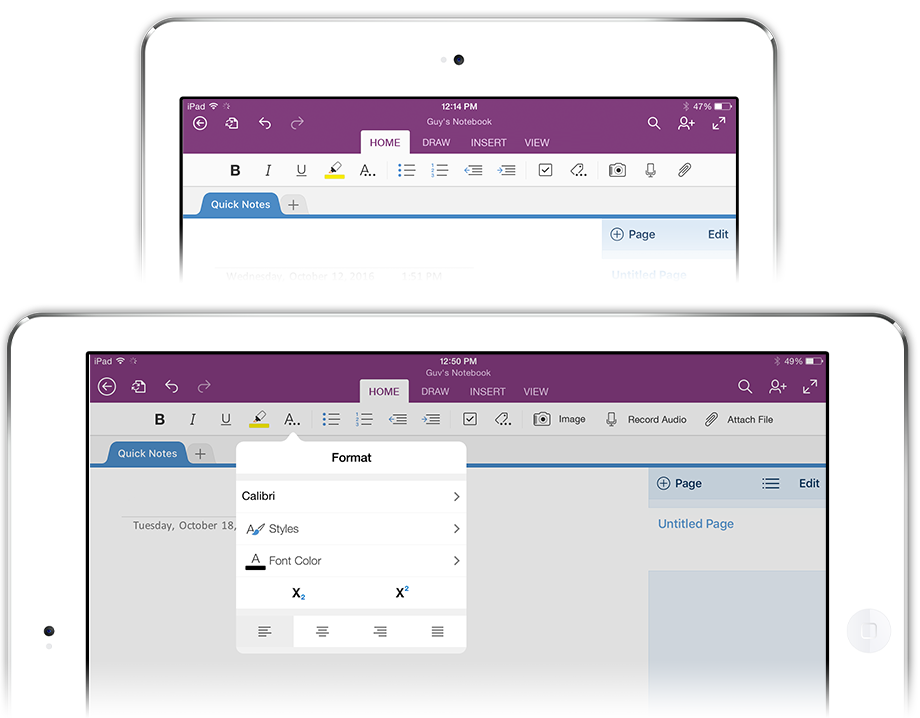 iPad 12:14 PM 47%
Guy's Notebook
HOME DRAW INSERT VIEW
B I U A..
Quick Notes +
Page Edit
Wednesday, October 12, 2016 1:51 PM
Untitled Page
iPad 12:50 PM 49%
Guy's Notebook
HOME DRAW INSERT VIEW
B I U A... Image Record Audio Attach File
Quick Notes +
Page Edit
Format
Tuesday, October 18,
Untitled Page
Calibri
Styles
A Font Color
X₂ X²